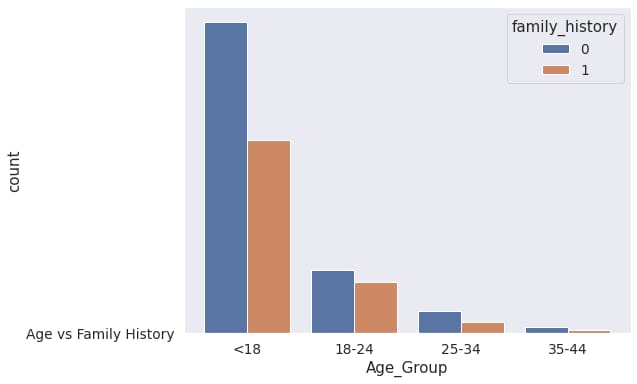 family_history
0
1
count
Age vs Family History
<18
18-24
25-34
35-44
Age_Group